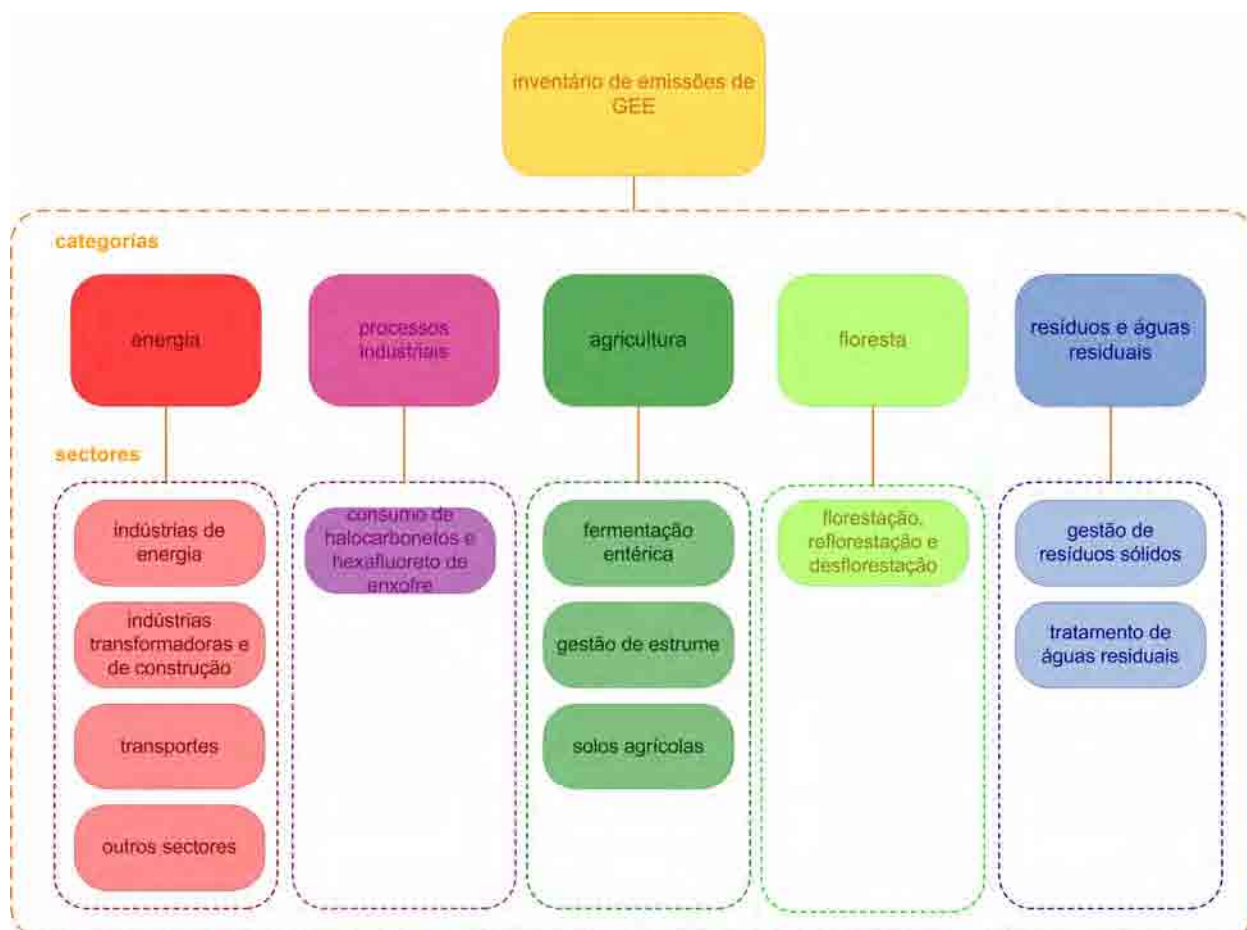 inventário de emissões de
GEE
categorias
energia
processos
industriais
agricultura
floresta
resíduos e águas
residuais
sectores
indústrias de
energia
indústrias
transformadoras e
de construção
transportes
outros sectores
consumo de
halocarbonetos e
hexafluoreto de
enxofre
fermentação
entérica
gestão de estrume
solos agrícolas
florestação,
reflorestação e
desflorestação
gestão de
resíduos sólidos
tratamento de
águas residuais